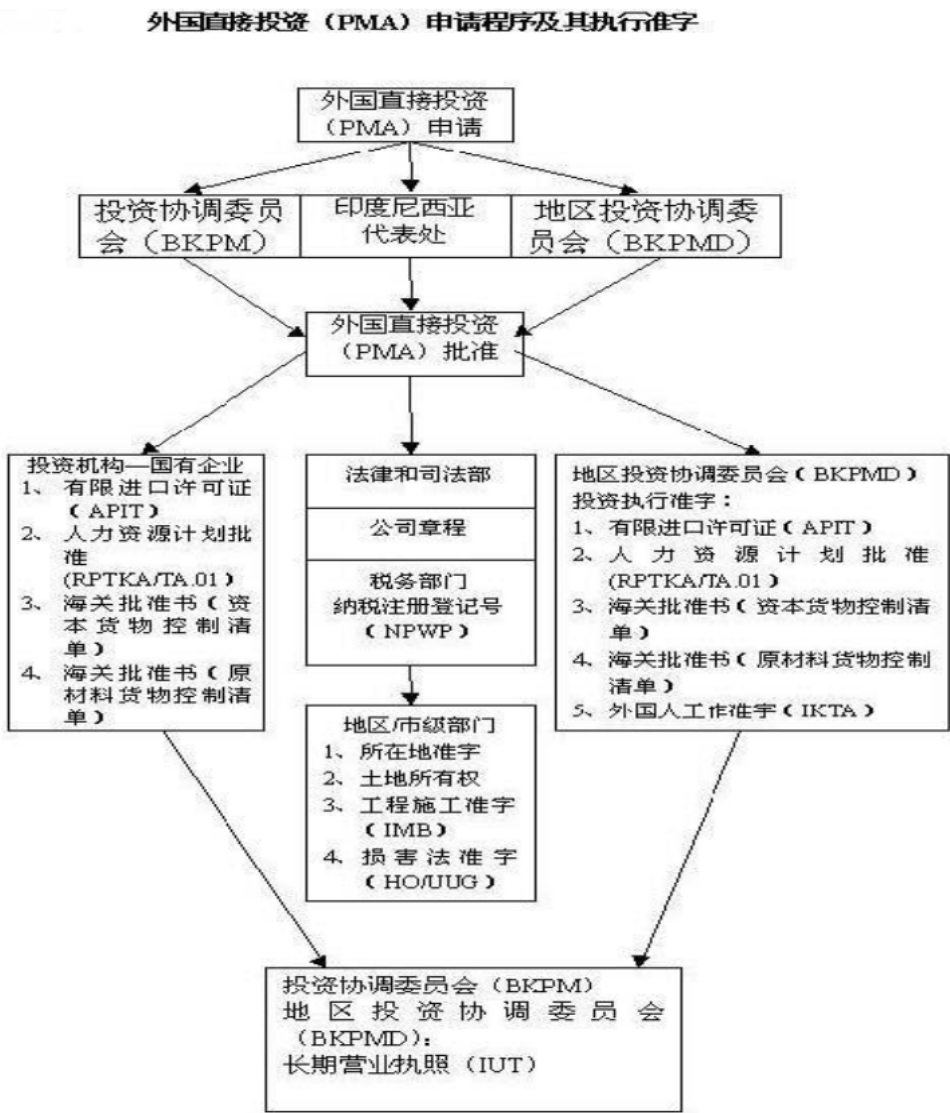 外国直接投资（PMA）申请程序及其执行准字
外国直接投资
（PMA）申请
投资协调委员
会（BKPM）
印度尼西亚
代表处
地区投资协调委
员会（BKPMD）
外国直接投资
（PMA）批准
投资机构—国有企业
1、有限进口许可证
（APIT）
2、人力资源计划批
准
(RPTKA/TA.01)
3、海关批准书（资
本货物控制清
单）
4、海关批准书（原
材料货物控制清
单）
法律和司法部
公司章程
税务部门
纳税注册登记号
（NPWP）
地区/市级部门
1、所在地准字
2、土地所有权
3、工程施工准字
（IMB）
4、损害法准字
（HO/UUG）
地区投资协调委员会（BKPMD）
投资执行准字：
1、有限进口许可证（APIT）
2、人力资源计划批准
(RPTKA/TA.01)
3、海关批准书（资本货物控制清
单）
4、海关批准书（原材料货物控制
清单）
5、外国人工作准字（IKTA）
投资协调委员会（BKPM）
地区投资协调委员会
（BKPMD）：
长期营业执照（IUT）